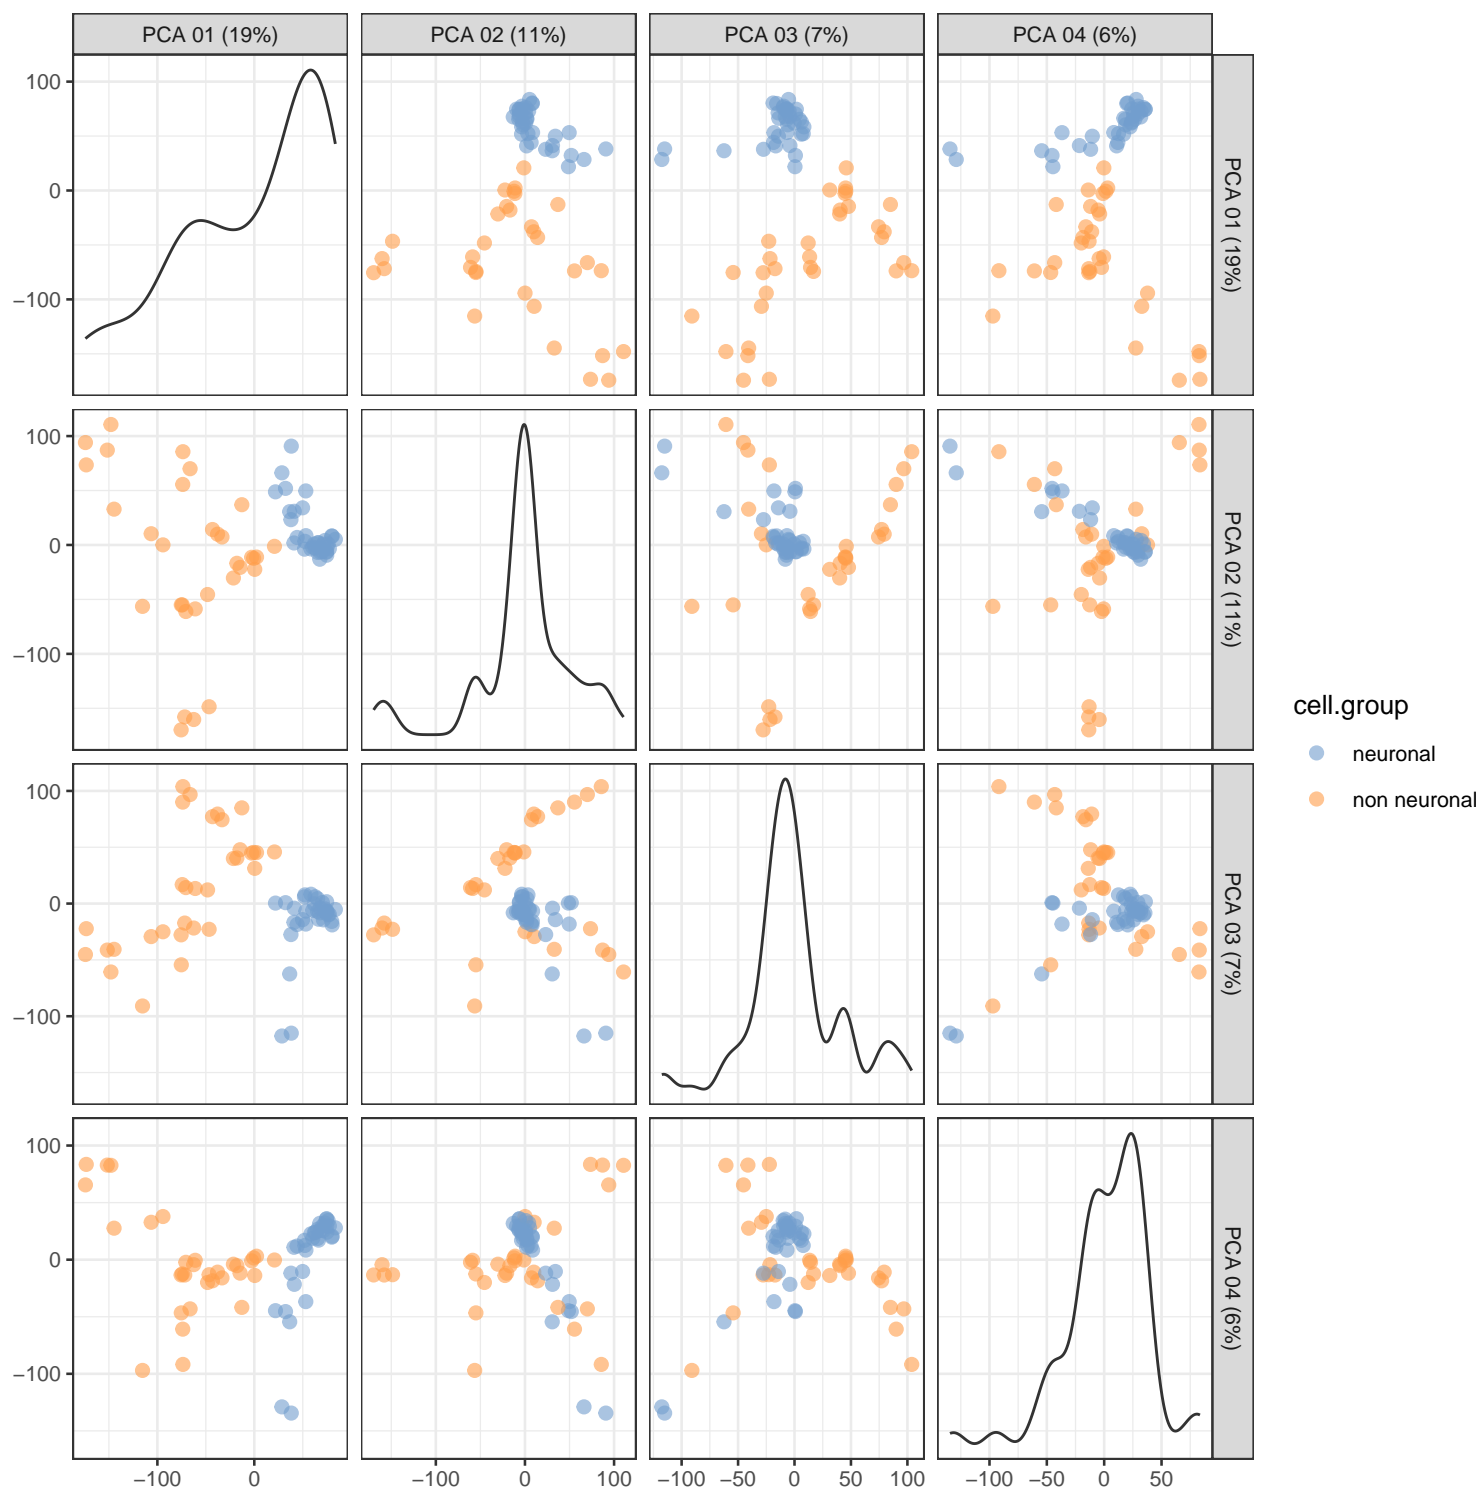 PCA 01 (19%) PCA 02 (11%) PCA 03 (7%) PCA 04 (6%)
100
0
−100
PCA 01 (19%)
100
0
−100
PCA 02 (11%)
cell.group
neuronal
non neuronal
100
0
−100
PCA 03 (7%)
100
0
−100
PCA 04 (6%)
−100 0 −100 0 100 −100 −50 0 50 100 −100 −50 0 50